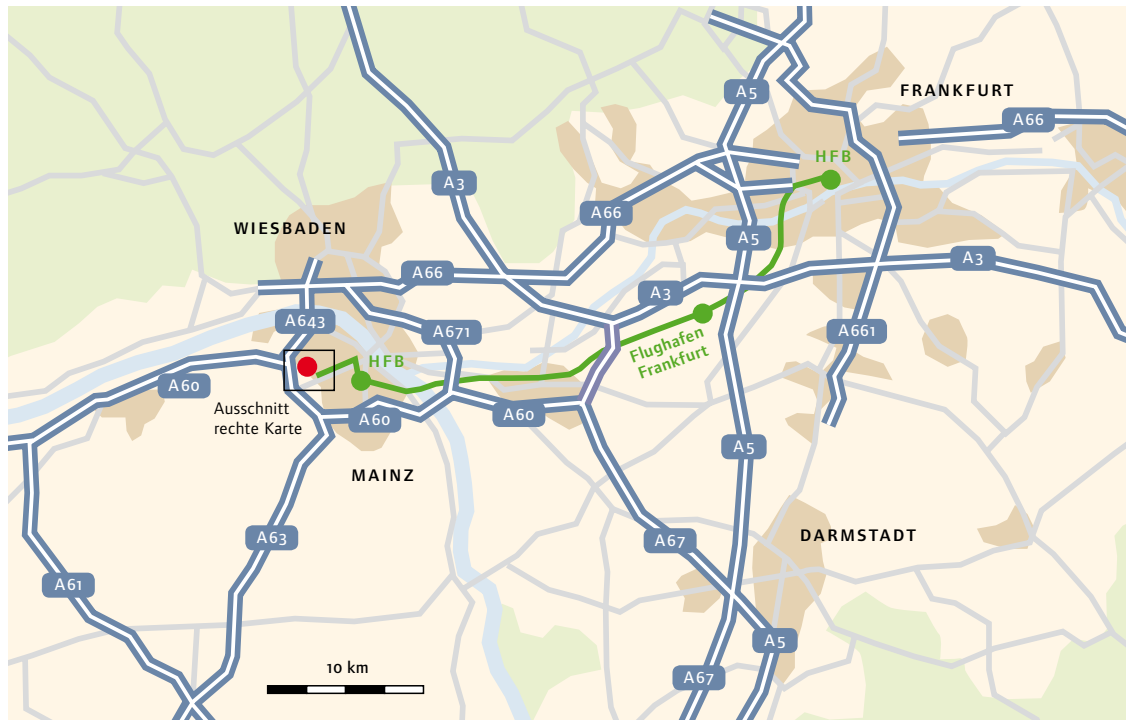 A5
FRANKFURT
A66
HFB
A3
A66
WIESBADEN
A5
A66
A3
A3
A643
A671
A661
Flughafen
Frankfurt
HFB
A60
Ausschnitt
rechte Karte
A60
A60
A5
MAINZ
A63
A67
DARMSTADT
A61
A5
10 km
A67